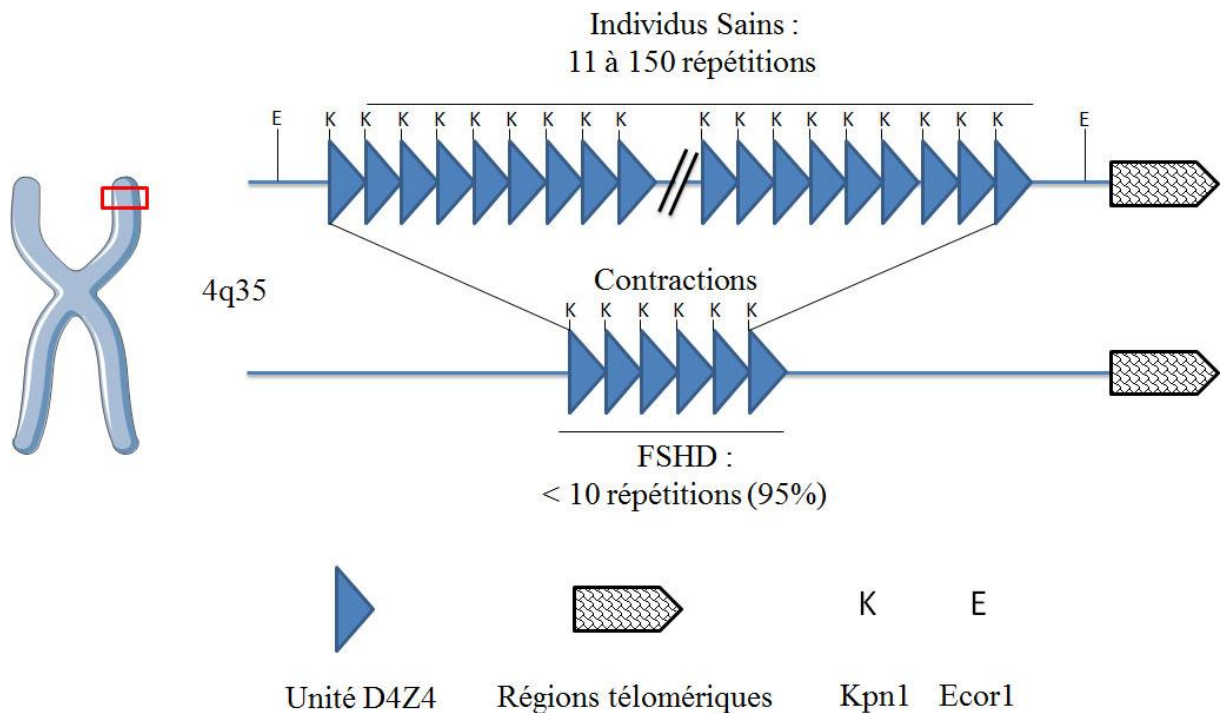 Individus Sains :
11 à 150 répétitions
E K K K K K K K K K K K K K K K K K K E
4q35
Contractions
K K K K K K
FSHD :
< 10 répétitions (95%)
K E
Unité D4Z4 Régions télomériques Kpn1 Ecor1